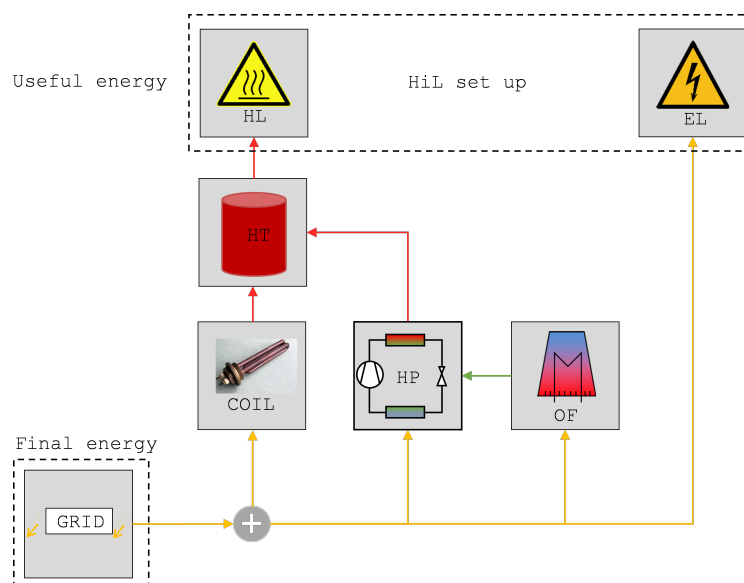 Useful energy
HiL set up
HL
EL
HT
HP
COIL
OF
Final energy
GRID